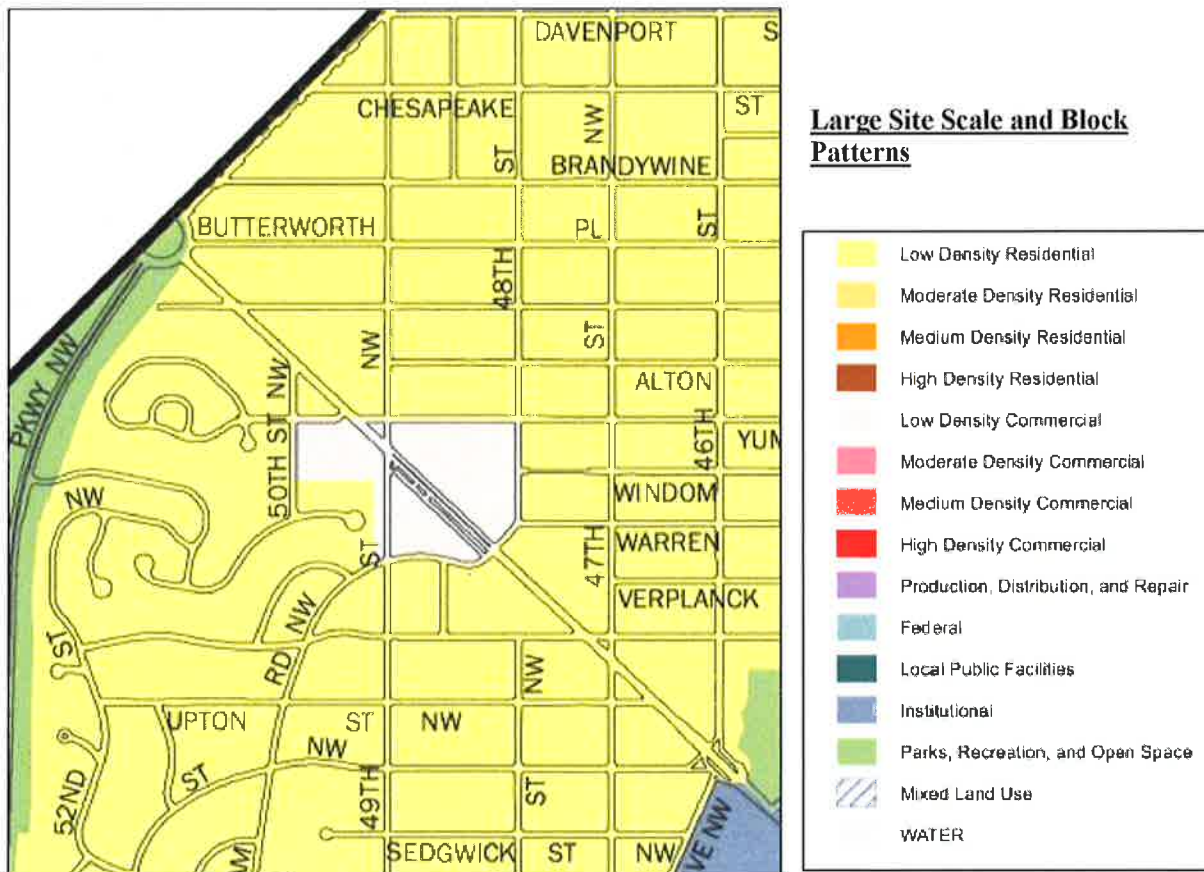 DAVENPORT S
CHESAPEAKE
ST
NW
ST
BRANDYWINE
BUTTERWORTH
PL
ST
48TH
NW
ST
PKWY NW
50TH ST NW
ALTON
46TH
YUM
NW
WINDOM
ST
47TH
WARREN
VERPLANCK
NW
ST
RD
NW
UPTON ST NW
NW
ST
52ND
49TH
ST
SEDGWICK ST NW
VE NW
M
Large Site Scale and Block
Patterns
Low Density Residential
Moderate Density Residential
Medium Density Residential
High Density Residential
Low Density Commercial
Moderate Density Commercial
Medium Density Commercial
High Density Commercial
Production, Distribution, and Repair
Federal
Local Public Facilities
Institutional
Parks, Recreation, and Open Space
Mixed Land Use
WATER